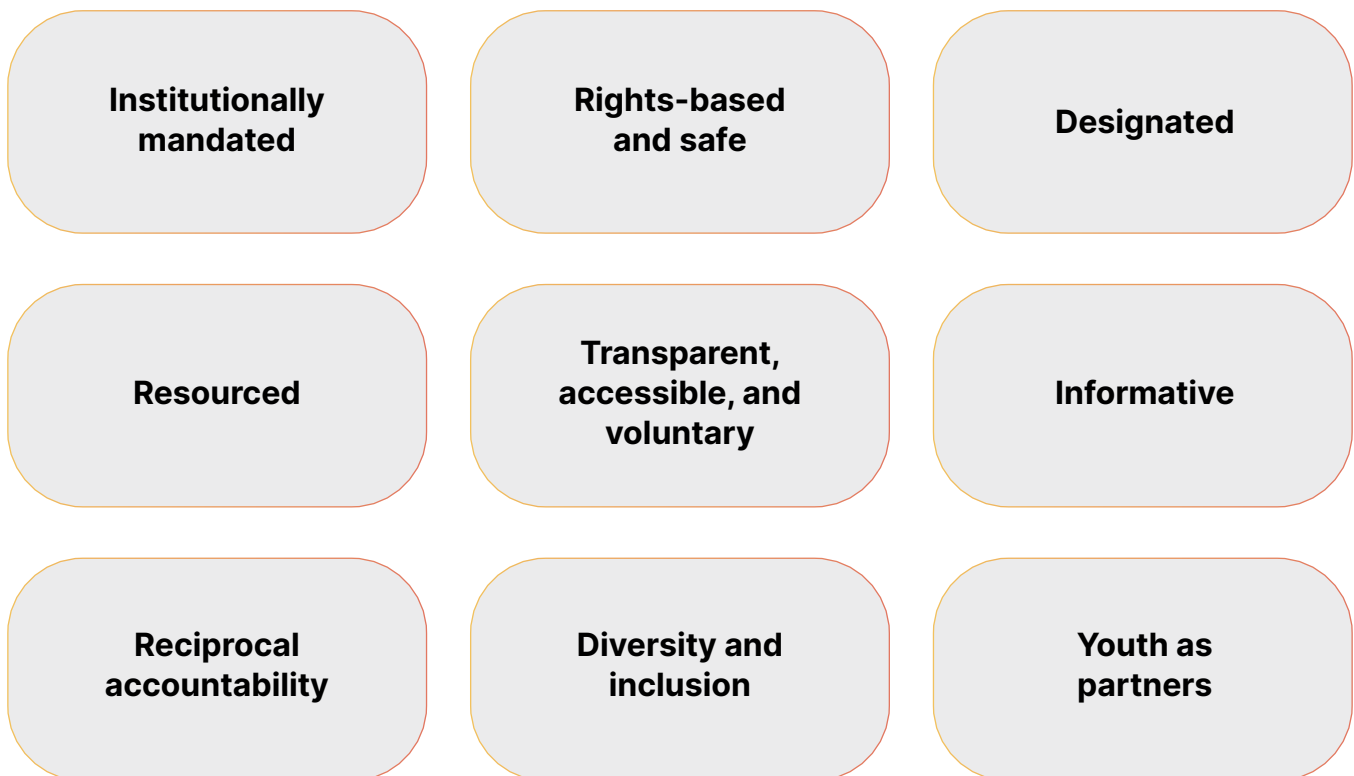 Institutionally
mandated
Rights-based
and safe
Designated
Resourced
Transparent,
accessible, and
voluntary
Informative
Reciprocal
accountability
Diversity and
inclusion
Youth as
partners